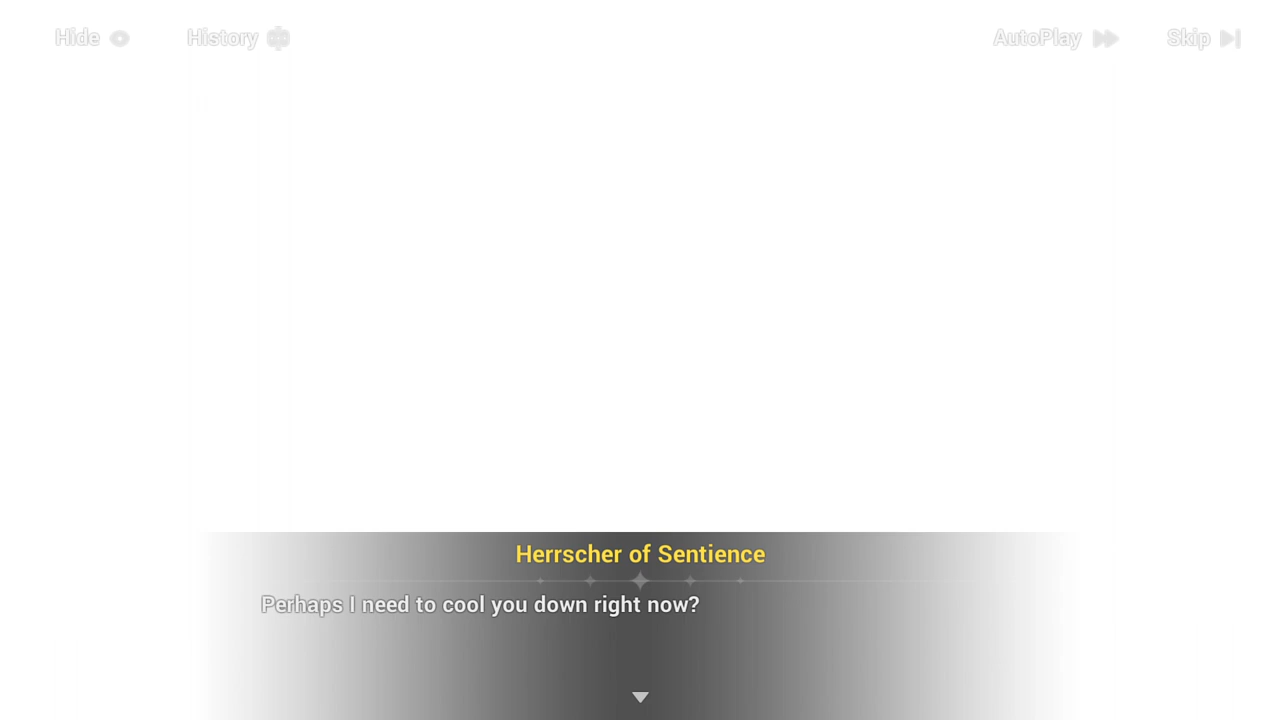 Hide
History
AutoPlay
Skip
Herrscher of Sentience
Perhaps I need to cool you down right now?